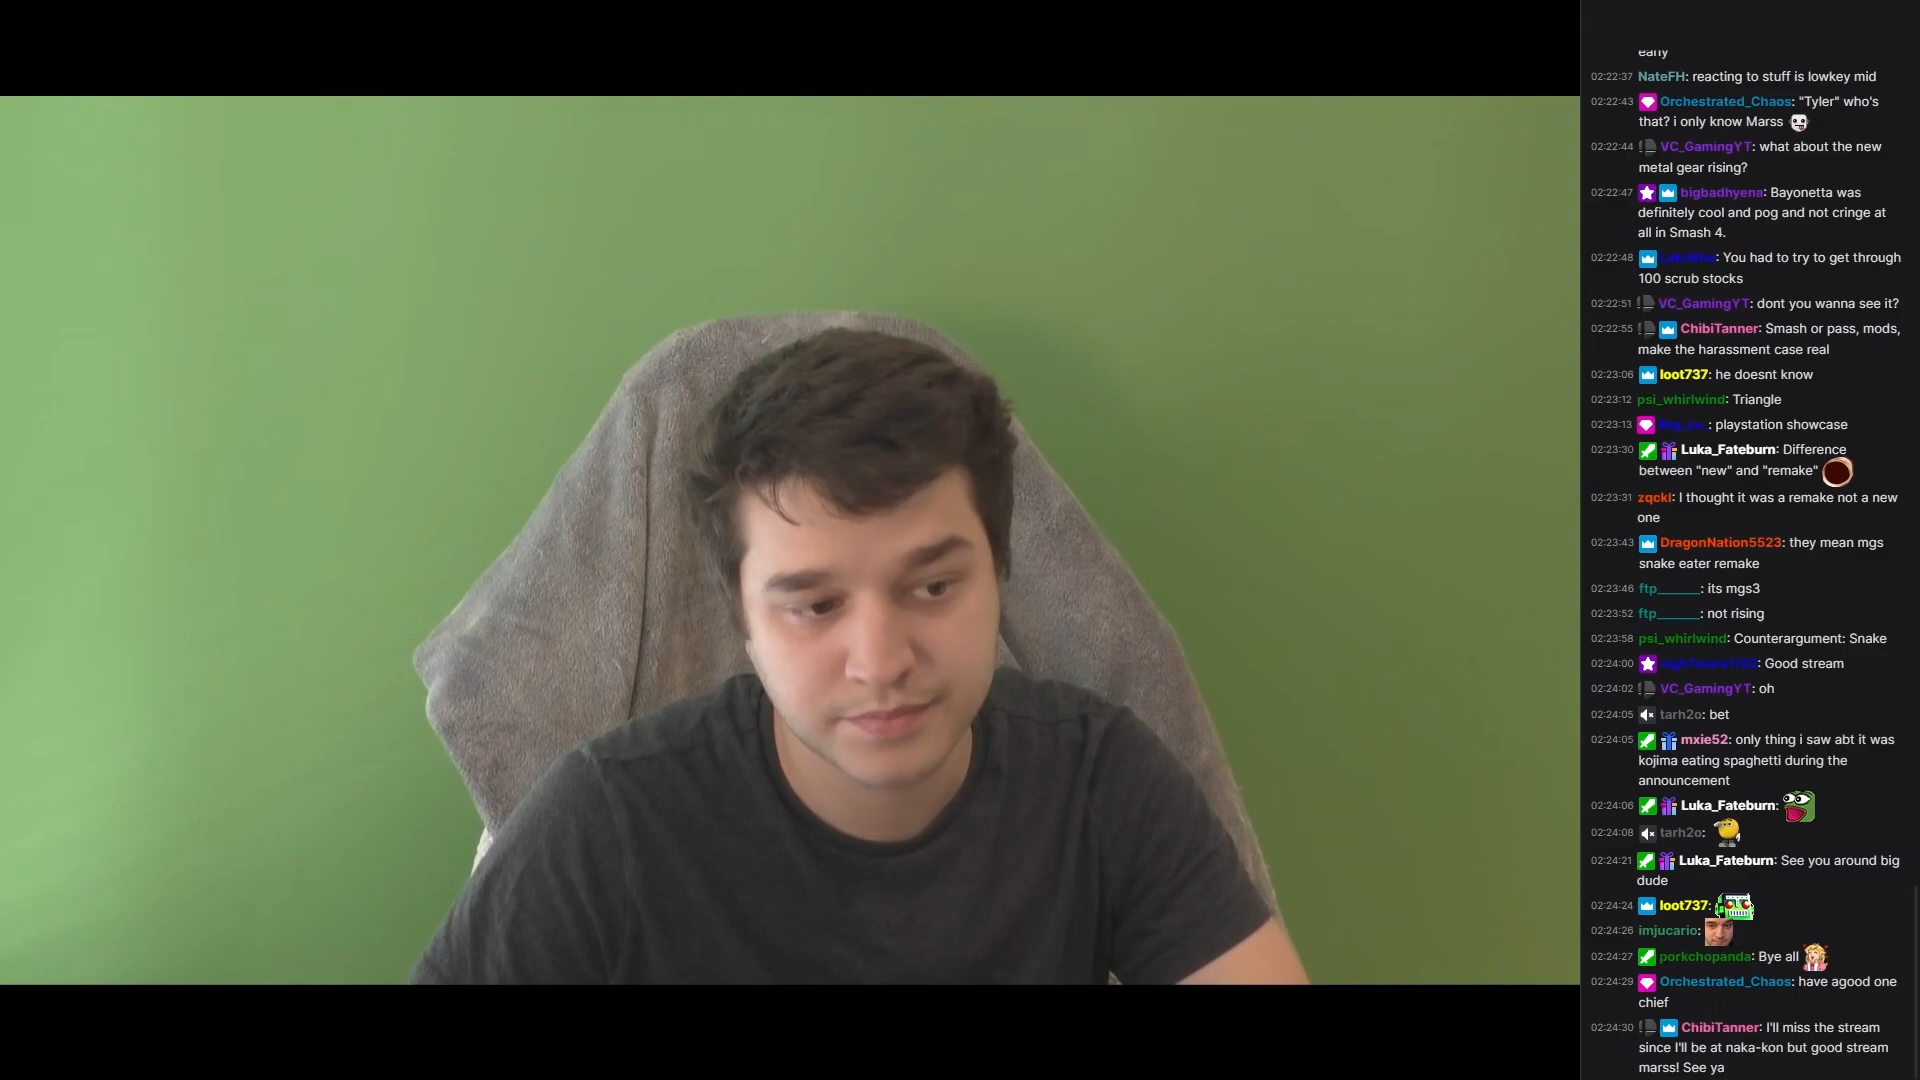 early
02:22:37 NateFH: reacting to stuff is lowkey mid
02:22:43 Orchestrated_Chaos: "Tyler" who's
that? i only know Marss
02:22:44 VC_GamingYT: what about the new
metal gear rising?
02:22:47 bigbadhyena: Bayonetta was
definitely cool and pog and not cringe at
all in Smash 4.
02:22:48 : You had to try to get through
100 scrub stocks
02:22:51 VC_GamingYT: dont you wanna see it?
02:22:55 ChibiTanner: Smash or pass, mods,
make the harassment case real
02:23:06 loot737: he doesnt know
02:23:12 psi_whirlwind: Triangle
02:23:13 : playstation showcase
02:23:30 Luka_Fateburn: Difference
between "new" and "remake"
02:23:31 zqckl: I thought it was a remake not a new
one
02:23:43 DragonNation5523: they mean mgs
snake eater remake
02:23:46 ftp______: its mgs3
02:23:52 ftp______: not rising
02:23:58 psi_whirlwind: Counterargument: Snake
02:24:00 : Good stream
02:24:02 VC_GamingYT: oh
02:24:05 tarh2o: bet
02:24:05 mxie52: only thing i saw abt it was
kojima eating spaghetti during the
announcement
02:24:06 Luka_Fateburn:
02:24:08 tarh2o:
02:24:21 Luka_Fateburn: See you around big
dude
02:24:24 loot737:
02:24:26 imjucario:
02:24:27 porkchopanda: Bye all
02:24:29 Orchestrated_Chaos: have agood one
chief
02:24:30 ChibiTanner: I'll miss the stream
since I'll be at naka-kon but good stream
marss! See ya